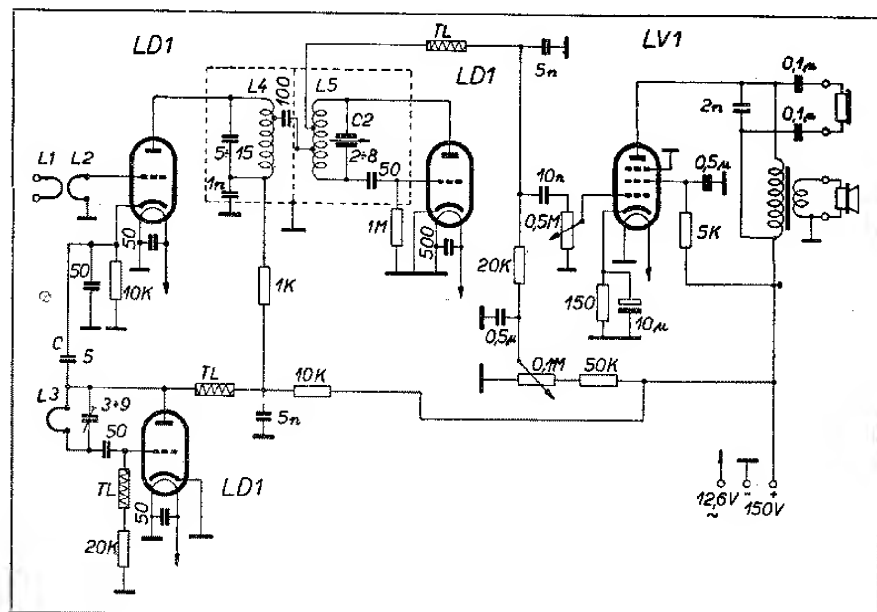 LD1
TL
LD1
LV1
5n
L4
100
L5
C2
2÷8
5÷15
1n
50
1M
500
L1
L2
50
50
10K
1K
C
5
10n
0,5M
20K
0,5µ
0,1M
50K
150
10µ
5K
0,5µ
2n
0,1µ
0,1µ
TL
10K
5n
L3
3÷9
50
TL
20K
50
LD1
12,6V
~
-
+
150V